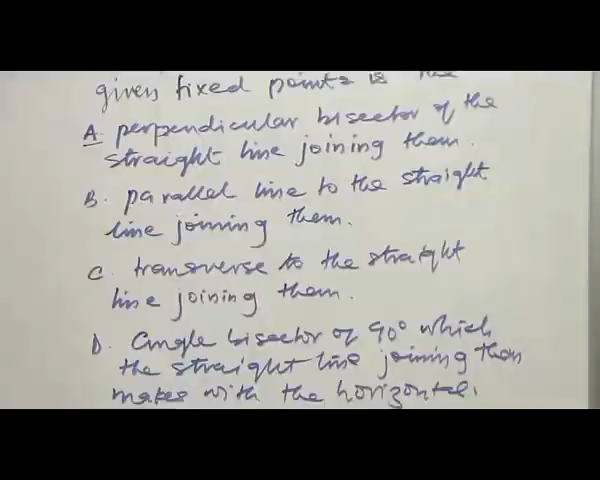 given fixed points is the
A. perpendicular bisector of the
straight line joining them.
B. parallel line to the straight
line joining them.
C. transverse to the straight
line joining them.
D. Angle bisector of 90° which
the straight line joining them
makes with the horizontal.